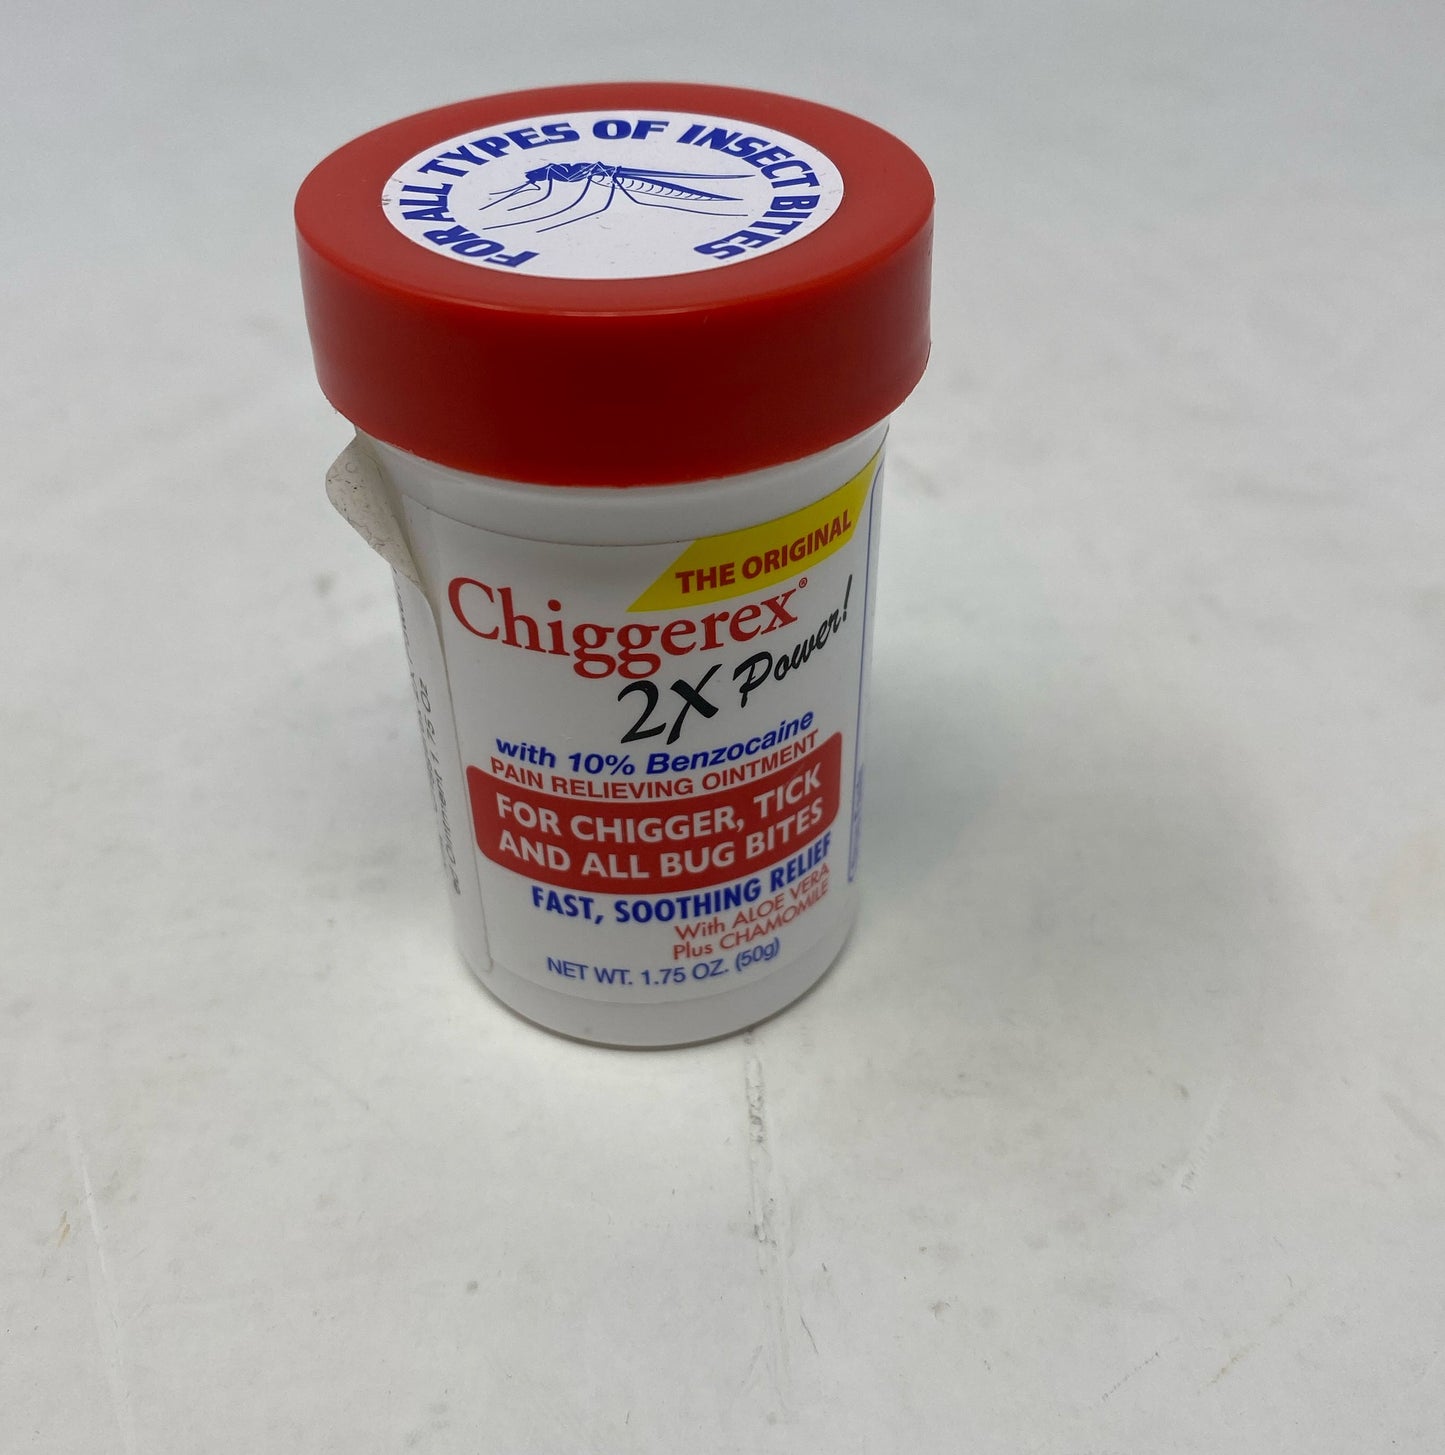 FOR ALL TYPES OF INSECT BITES
THE ORIGINAL
Chiggerex®
2X Power!
with 10% Benzocaine
PAIN RELIEVING OINTMENT
FOR CHIGGER, TICK
AND ALL BUG BITES
FAST, SOOTHING RELIEF
With ALOE VERA
Plus CHAMOMILE
NET WT. 1.75 OZ. (50g)